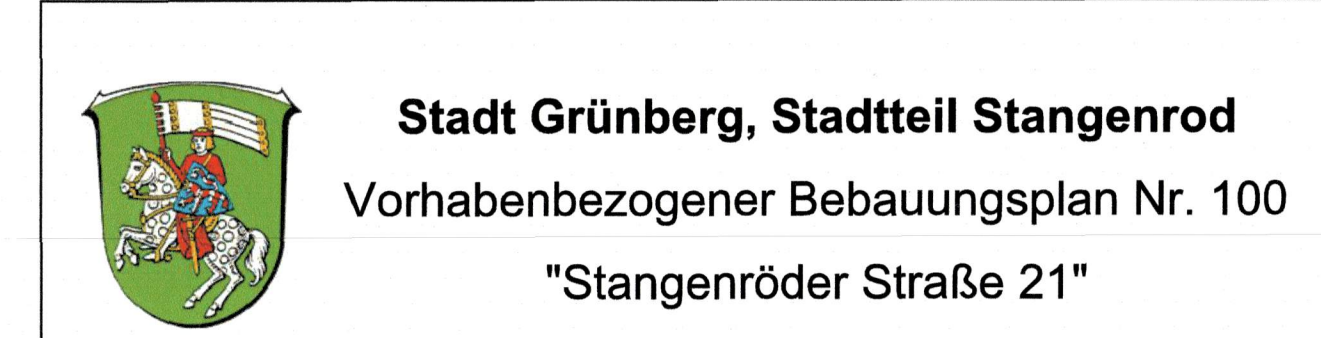 Stadt Grünberg, Stadtteil Stangenrod
Vorhabenbezogener Bebauungsplan Nr. 100
"Stangenröder Straße 21"